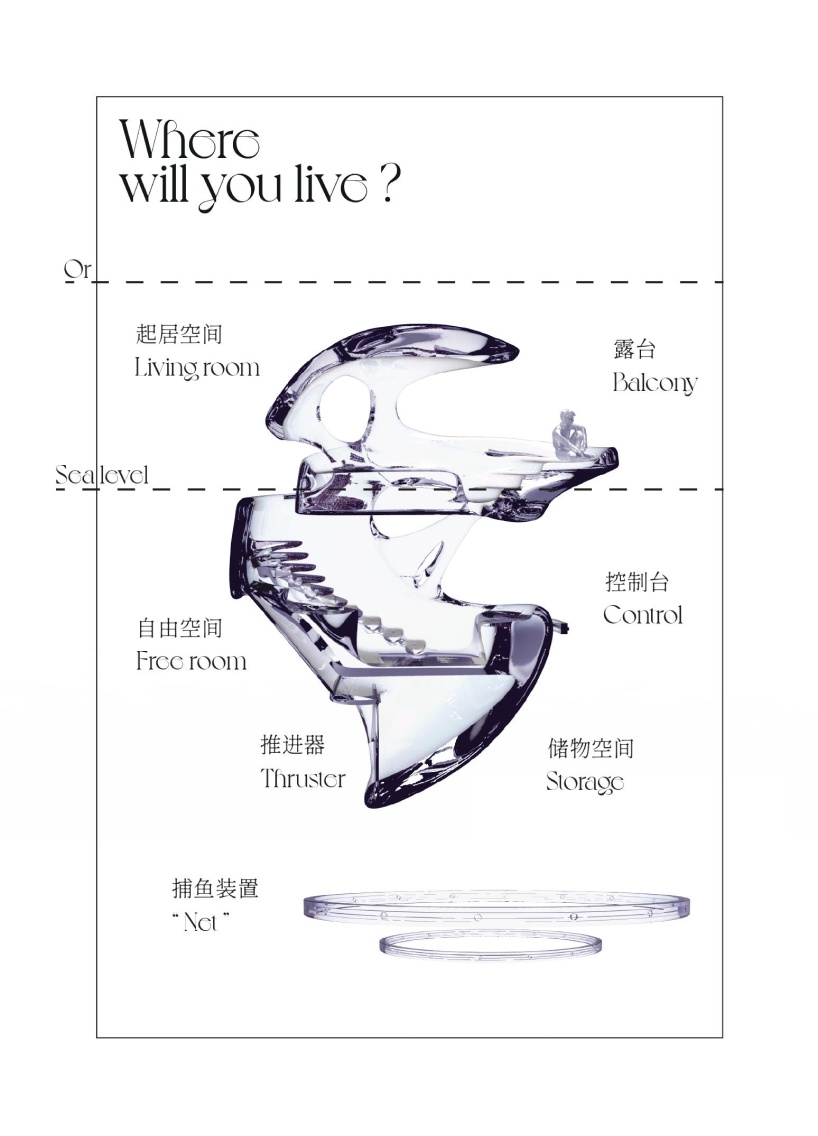 Where
will you live ?
Or
起居空间
Living room
露台
Balcony
Sea level
控制台
Control
自由空间
Free room
推进器
Thruster
储物空间
Storage
捕鱼装置
“ Net ”